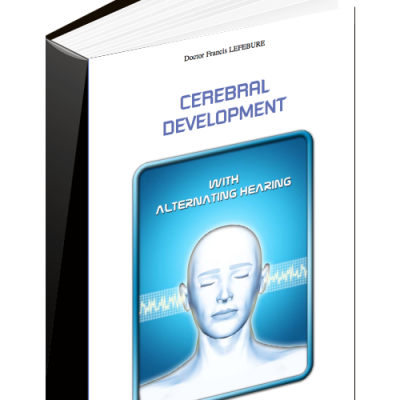 Doctor Francis LEFEBURE
CEREBRAL
DEVELOPMENT
WITH
ALTERNATING HEARING